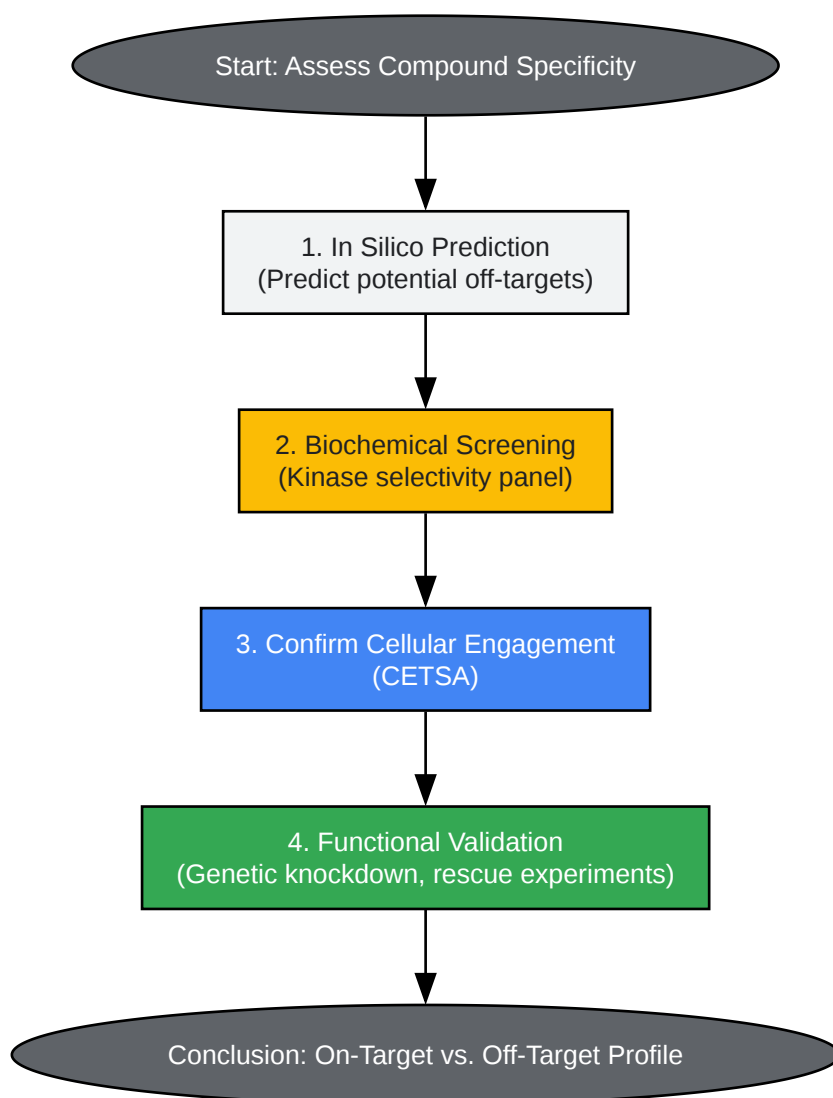 Start: Assess Compound Specificity
1. In Silico Prediction
(Predict potential off-targets)
2. Biochemical Screening
(Kinase selectivity panel)
3. Confirm Cellular Engagement
(CETSA)
4. Functional Validation
(Genetic knockdown, rescue experiments)
Conclusion: On-Target vs. Off-Target Profile